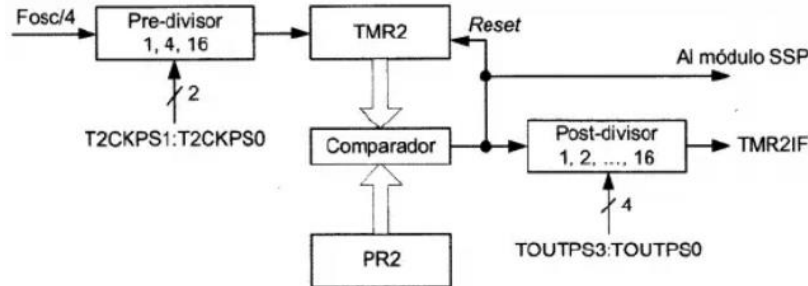 Fosc/4
Pre-divisor
1, 4, 16
2
T2CKPS1:T2CKPS0
TMR2
Reset
Al módulo SSP
Comparador
Post-divisor
1, 2, ..., 16
TMR2IF
4
TOUTPS3:TOUTPS0
PR2